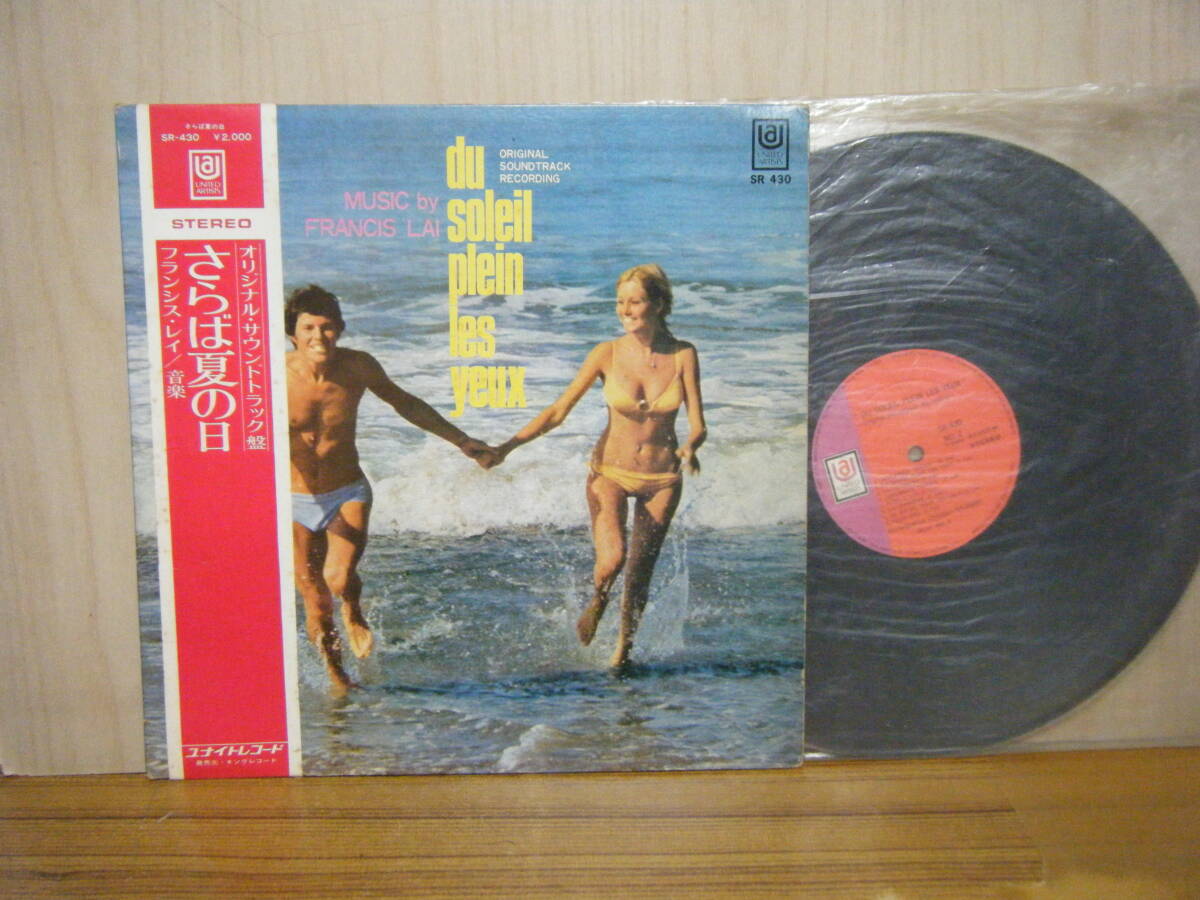 さらば夏の日
SR-430 ¥2,000
UNITED
ARTISTS
STEREO
オリジナル・サウンドトラック盤
さらば夏の日
フランシス・レイ/音楽
ユナイトレコード
発売元・キングレコード
MUSIC by
FRANCIS LAI
du
soleil
plein
les
yeux
ORIGINAL
SOUNDTRACK
RECORDING
UA
UNITED
ARTISTS
SR 430
UNITED
ARTISTS